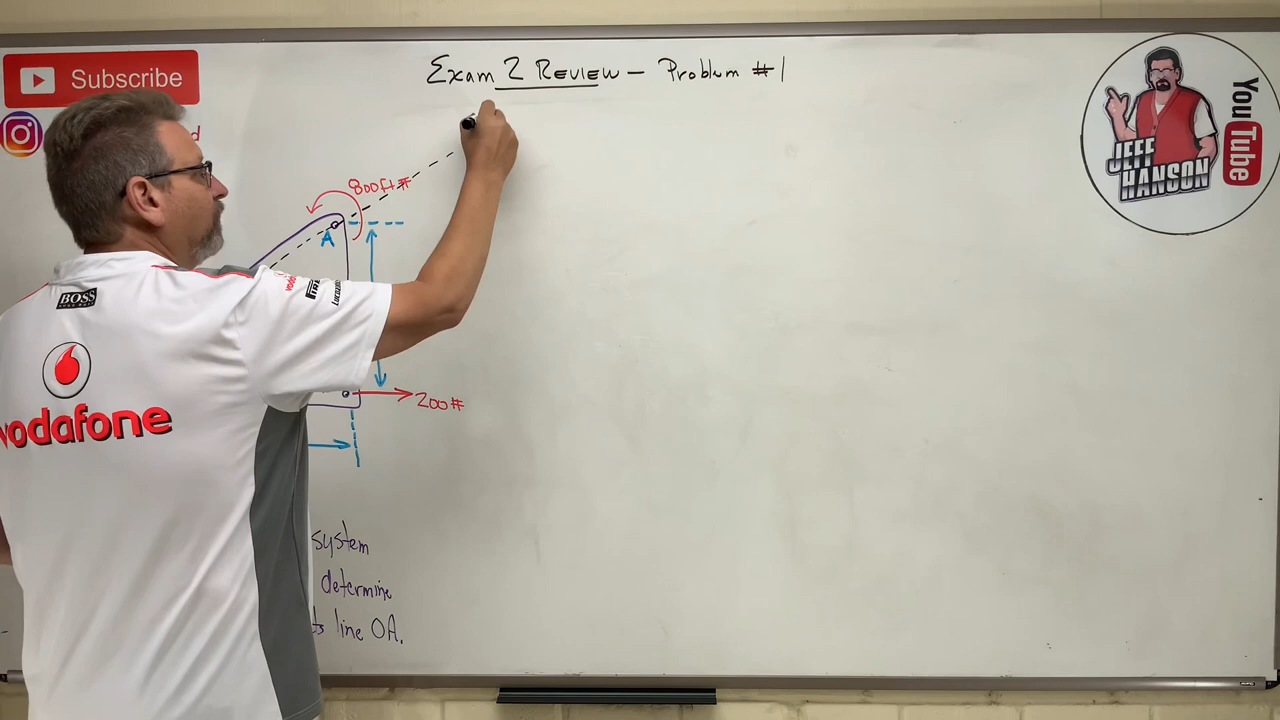 Exam 2 REVIEW - Problem #1
Subscribe
d
JEFF HANSON
YouTube
800ft#
A
BOSS
vodafone
200#
system
determine
line OA.